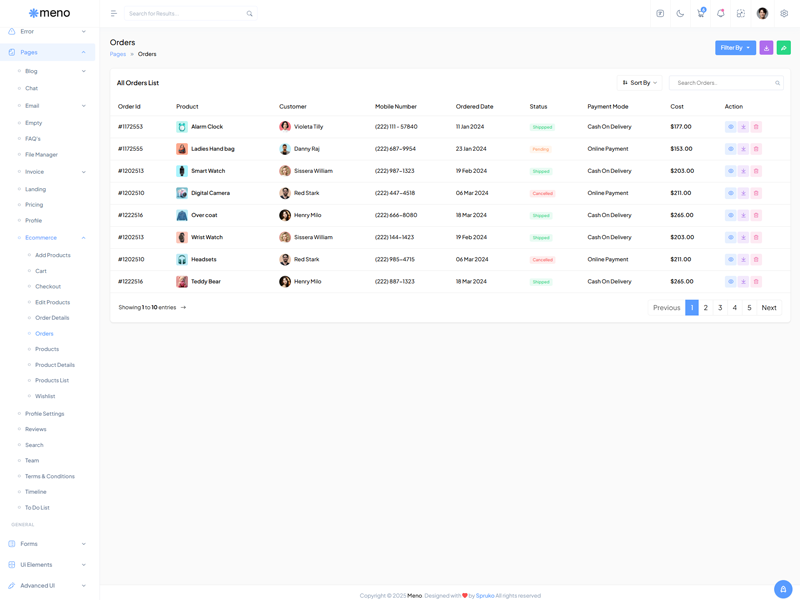 meno
Search for Results...
6
Error
Pages
Blog
Chat
Email
Empty
FAQ's
File Manager
Invoice
Landing
Pricing
Profile
Ecommerce
Add Products
Cart
Checkout
Edit Products
Order Details
Orders
Products
Product Details
Products List
Wishlist
Profile Settings
Reviews
Search
Team
Terms & Conditions
Timeline
To Do List
GENERAL
Forms
Ui Elements
Advanced UI
Orders
Pages Orders
Filter By
All Orders List
Sort By
Search Orders..
Order Id Product Customer Mobile Number Ordered Date Status Payment Mode Cost Action
#1172553 Alarm Clock Violeta Tilly (222) 111 - 57840 11 Jan 2024 Shipped Cash On Delivery $177.00
#1172555 Ladies Hand bag Danny Raj (222) 687-9954 23 Jan 2024 Pending Online Payment $153.00
#1202513 Smart Watch Sissera William (222) 987-1323 19 Feb 2024 Shipped Cash On Delivery $203.00
#1202510 Digital Camera Red Stark (222) 447-4518 06 Mar 2024 Cancelled Online Payment $211.00
#1222516 Over coat Henry Milo (222) 666-8080 18 Mar 2024 Shipped Cash On Delivery $265.00
#1202513 Wrist Watch Sissera William (222) 144-1423 19 Feb 2024 Shipped Cash On Delivery $203.00
#1202510 Headsets Red Stark (222) 985-4715 06 Mar 2024 Cancelled Online Payment $211.00
#1222516 Teddy Bear Henry Milo (222) 887-1323 18 Mar 2024 Shipped Cash On Delivery $265.00
Showing 1 to 10 entries →
Previous 1 2 3 4 5 Next
Copyright © 2025 Meno. Designed with ❤ by Spruko All rights reserved